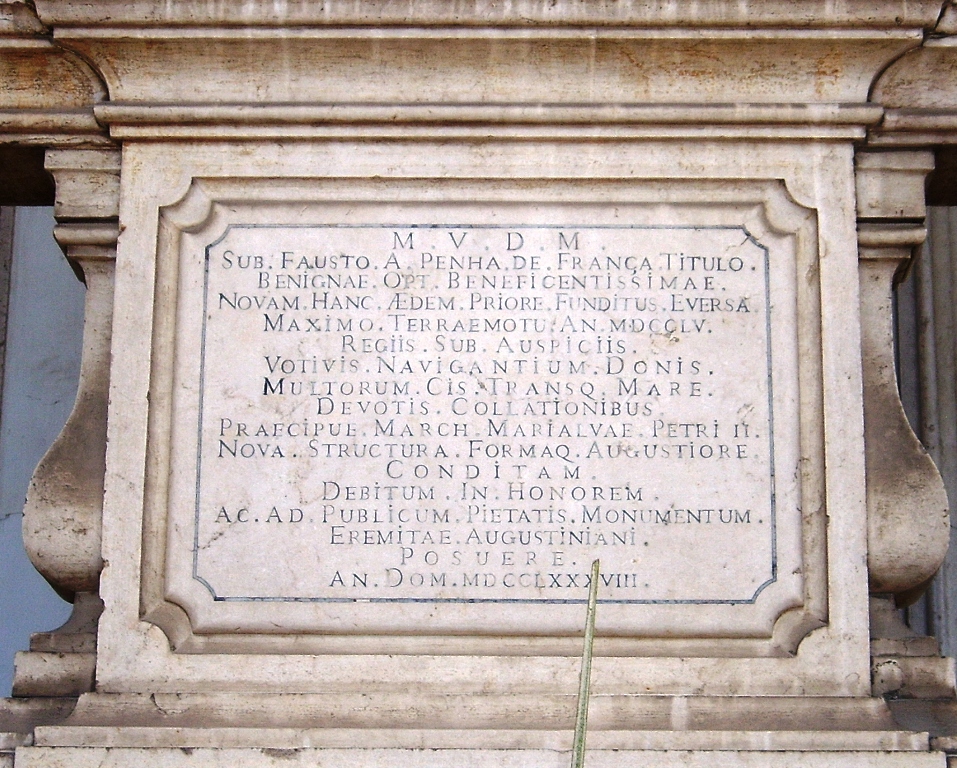 M . V . D . M .
SUB. FAUSTO. A. PENHA. DE. FRANÇA. TITULO.
BENIGNAE. OPT. BENEFICENTISSIMAE.
NOVAM. HANC. ÆDEM. PRIORE. FUNDITUS. EVERSA
MAXIMO. TERRAEMOTU. AN. MDCCLV.
REGIIS. SUB. AUSPICIIS.
VOTIVIS. NAVIGANTIUM. DONIS.
MULTORUM. CIS. TRANSQ. MARE.
DEVOTIS. COLLATIONIBUS.
PRAECIPUE. MARCH. MARIALVAE. PETRI II.
NOVA. STRUCTURA. FORMAQ. AUGUSTIORE.
CONDITAM.
DEBITUM. IN. HONOREM.
AC. AD. PUBLICUM. PIETATIS. MONUMENTUM.
EREMITAE. AUGUSTINIANI.
POSUERE.
AN. DOM. MDCCLXXXVIII.